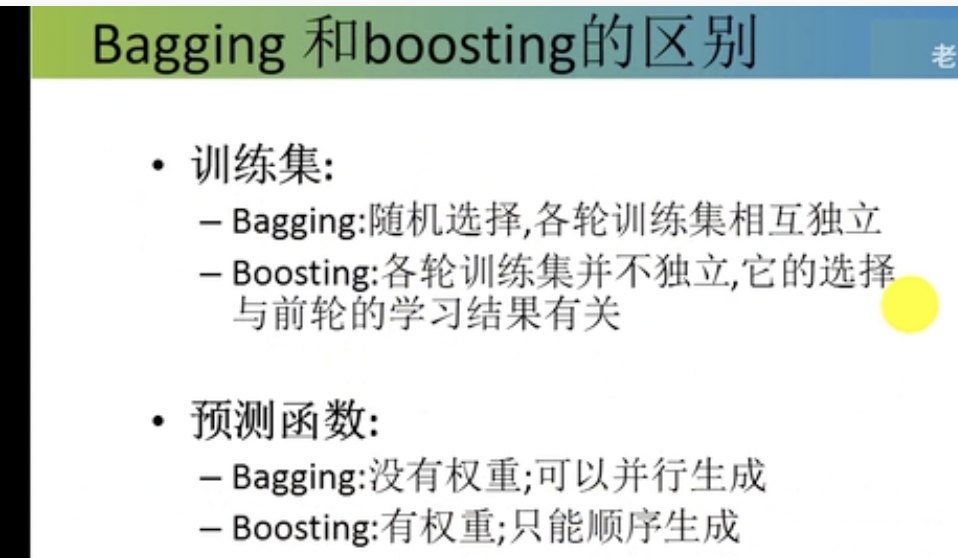 Bagging 和boosting的区别
老
• 训练集:
– Bagging:随机选择,各轮训练集相互独立
– Boosting:各轮训练集并不独立,它的选择
与前轮的学习结果有关
• 预测函数:
– Bagging:没有权重;可以并行生成
– Boosting:有权重;只能顺序生成